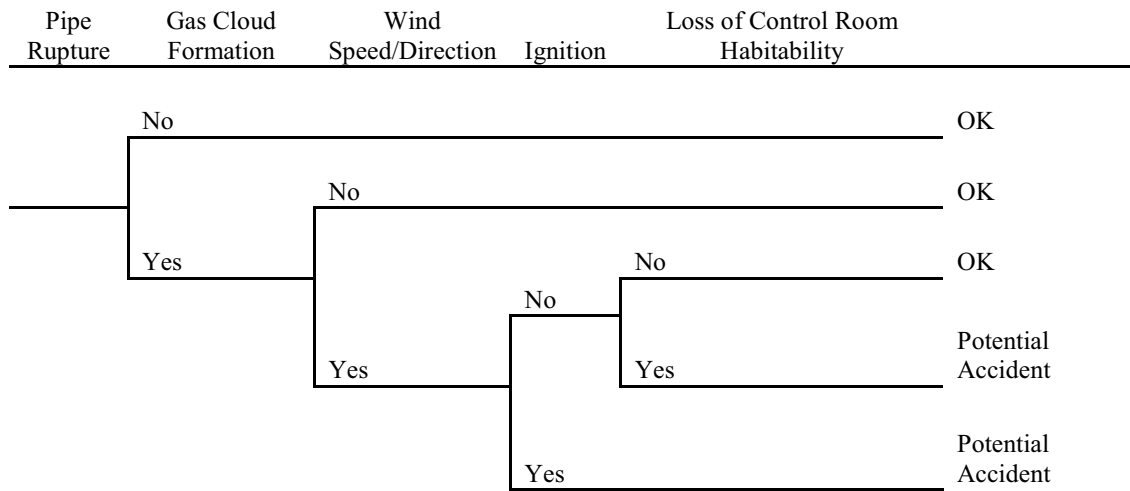 Pipe Rupture
Gas Cloud Formation
Wind Speed/Direction
Ignition
Loss of Control Room Habitability
No
OK
No
OK
Yes
No
OK
No
Potential
Accident
Yes
Yes
Potential
Accident
Yes